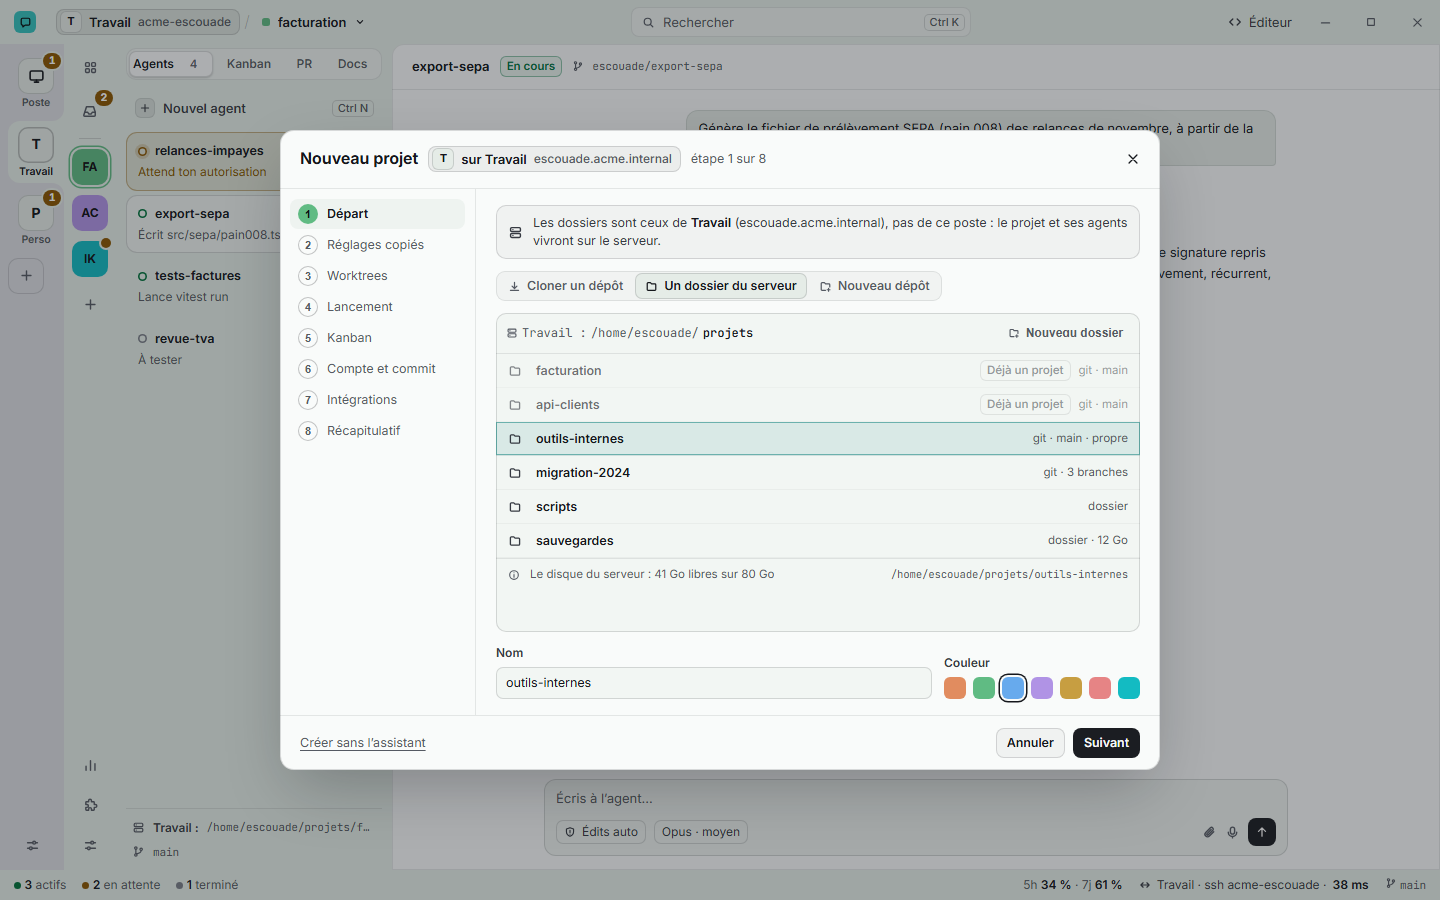 T Travail acme-escouade / facturation
Rechercher Ctrl K
Éditeur
1
Poste
T
Travail
1
P
Perso
2
FA
AC
IK
Agents 4 Kanban PR Docs
Nouvel agent Ctrl N
relances-impayes
Attend ton autorisation
export-sepa
Écrit src/sepa/pain008.ts
tests-factures
Lance vitest run
revue-tva
À tester
Travail : /home/escouade/projets/f…
main
export-sepa En cours escouade/export-sepa
Génère le fichier de prélèvement SEPA (pain.008) des relances de novembre, à partir de la
e signature repris
vement, récurrent,
Nouveau projet T sur Travail escouade.acme.internal étape 1 sur 8
1 Départ
2 Réglages copiés
3 Worktrees
4 Lancement
5 Kanban
6 Compte et commit
7 Intégrations
8 Récapitulatif
Les dossiers sont ceux de Travail (escouade.acme.internal), pas de ce poste : le projet et ses agents
vivront sur le serveur.
Cloner un dépôt Un dossier du serveur Nouveau dépôt
Travail : /home/escouade/ projets Nouveau dossier
facturation Déjà un projet git · main
api-clients Déjà un projet git · main
outils-internes git · main · propre
migration-2024 git · 3 branches
scripts dossier
sauvegardes dossier · 12 Go
Le disque du serveur : 41 Go libres sur 80 Go /home/escouade/projets/outils-internes
Nom
outils-internes
Couleur
Créer sans l'assistant Annuler Suivant
Écris à l'agent…
Édits auto Opus · moyen
3 actifs 2 en attente 1 terminé
5h 34 % · 7j 61 % Travail · ssh acme-escouade · 38 ms main